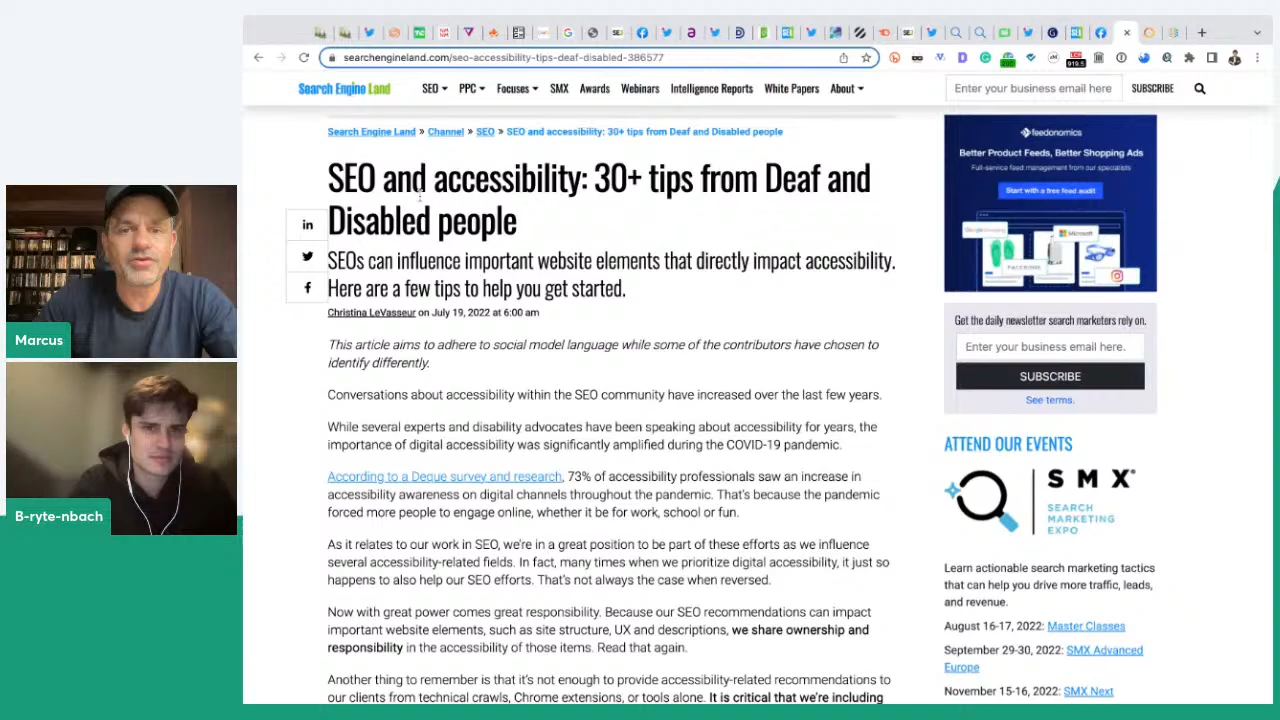 searchengineland.com/seo-accessibility-tips-deaf-disabled-386577
Search Engine Land
SEO PPC Focuses SMX Awards Webinars Intelligence Reports White Papers About
Enter your business email here
SUBSCRIBE
Search Engine Land » Channel » SEO » SEO and accessibility: 30+ tips from Deaf and Disabled people
SEO and accessibility: 30+ tips from Deaf and
Disabled people
SEOs can influence important website elements that directly impact accessibility.
Here are a few tips to help you get started.
Christina LeVasseur on July 19, 2022 at 6:00 am
This article aims to adhere to social model language while some of the contributors have chosen to
identify differently.
Conversations about accessibility within the SEO community have increased over the last few years.
While several experts and disability advocates have been speaking about accessibility for years, the
importance of digital accessibility was significantly amplified during the COVID-19 pandemic.
According to a Deque survey and research, 73% of accessibility professionals saw an increase in
accessibility awareness on digital channels throughout the pandemic. That's because the pandemic
forced more people to engage online, whether it be for work, school or fun.
As it relates to our work in SEO, we're in a great position to be part of these efforts as we influence
several accessibility-related fields. In fact, many times when we prioritize digital accessibility, it just so
happens to also help our SEO efforts. That's not always the case when reversed.
Now with great power comes great responsibility. Because our SEO recommendations can impact
important website elements, such as site structure, UX and descriptions, we share ownership and
responsibility in the accessibility of those items. Read that again.
Another thing to remember is that it's not enough to provide accessibility-related recommendations to
our clients from technical crawls, Chrome extensions, or tools alone. It is critical that we're including
feedonomics
Better Product Feeds, Better Shopping Ads
Full-service feed management from our specialists
Start with a free feed audit
Microsoft
Get the daily newsletter search marketers rely on.
Enter your business email here.
SUBSCRIBE
See terms.
ATTEND OUR EVENTS
SMX
SEARCH
MARKETING
EXPO
Learn actionable search marketing tactics
that can help you drive more traffic, leads,
and revenue.
August 16-17, 2022: Master Classes
September 29-30, 2022: SMX Advanced
Europe
November 15-16, 2022: SMX Next
Marcus
B-ryte-nbach